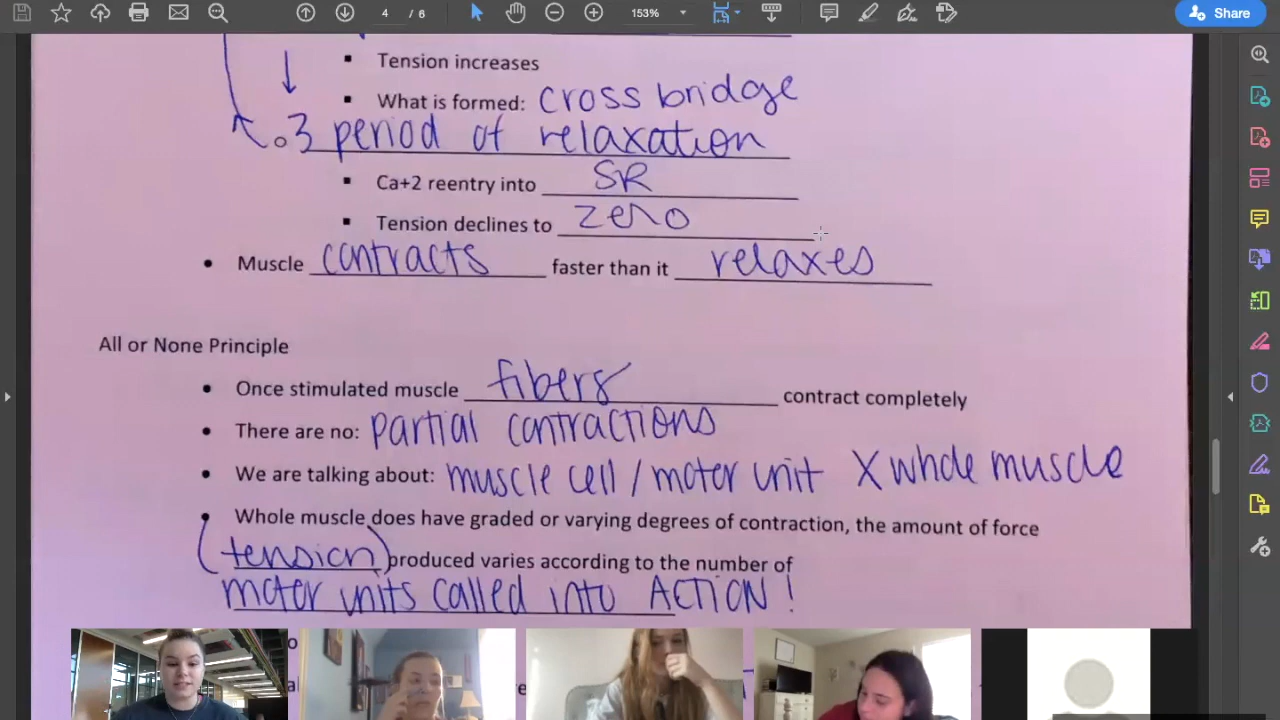 4 / 6
153%
Share
▪ Tension increases
▪ What is formed: cross bridge
3 period of relaxation
▪ Ca+2 reentry into SR
▪ Tension declines to zero
• Muscle contracts faster than it relaxes
All or None Principle
• Once stimulated muscle fibers contract completely
• There are no: partial contractions
• We are talking about: muscle cell / motor unit X whole muscle
• Whole muscle does have graded or varying degrees of contraction, the amount of force
(tension) produced varies according to the number of
motor units called into ACTION!